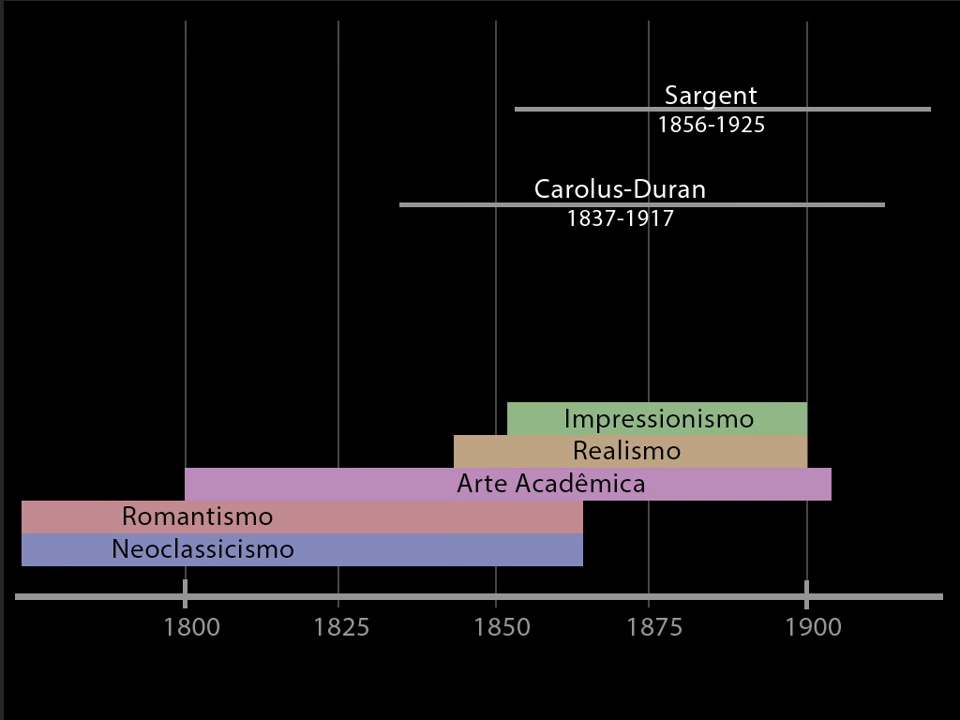 Sargent
1856-1925
Carolus-Duran
1837-1917
Impressionismo
Realismo
Arte Acadêmica
Romantismo
Neoclassicismo
1800 1825 1850 1875 1900